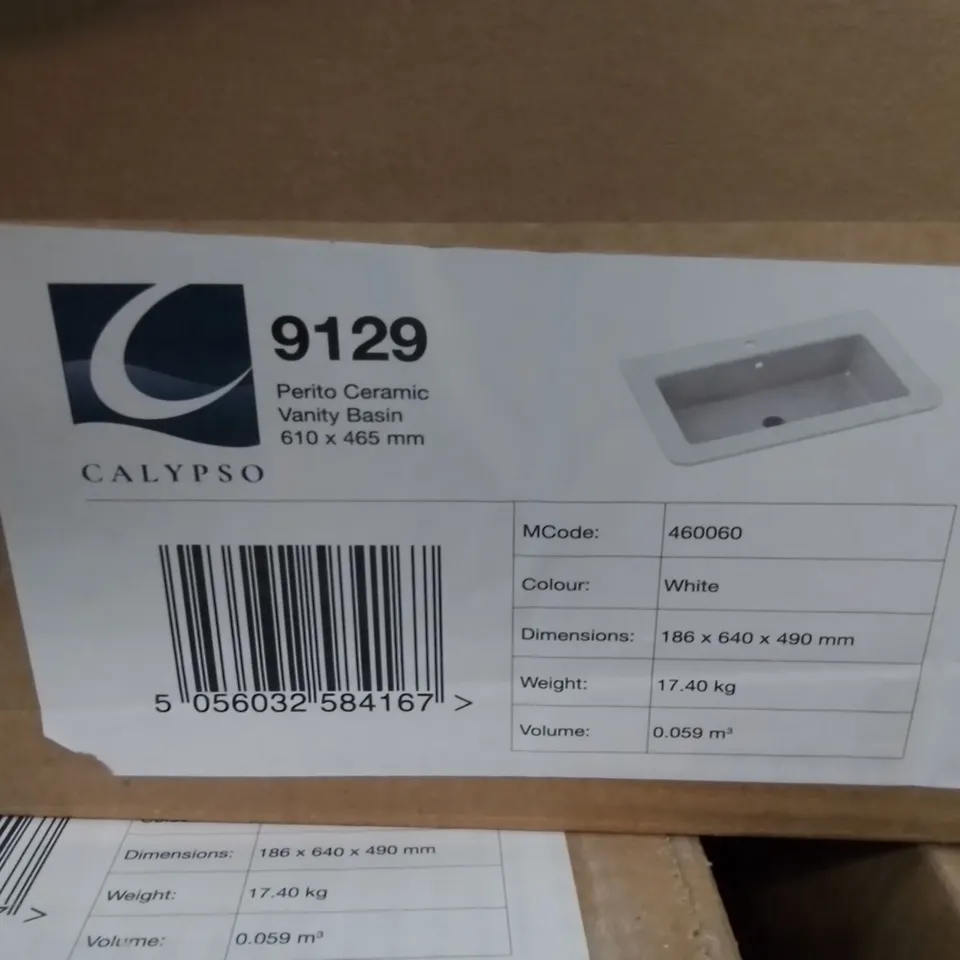 9129
Perito Ceramic
Vanity Basin
610 x 465 mm
CALYPSO
MCode: 460060
Colour: White
Dimensions: 186 x 640 x 490 mm
Weight: 17.40 kg
Volume: 0.059 m³
5 056032 584167 >
Dimensions: 186 x 640 x 490 mm
Weight: 17.40 kg
Volume: 0.059 m³